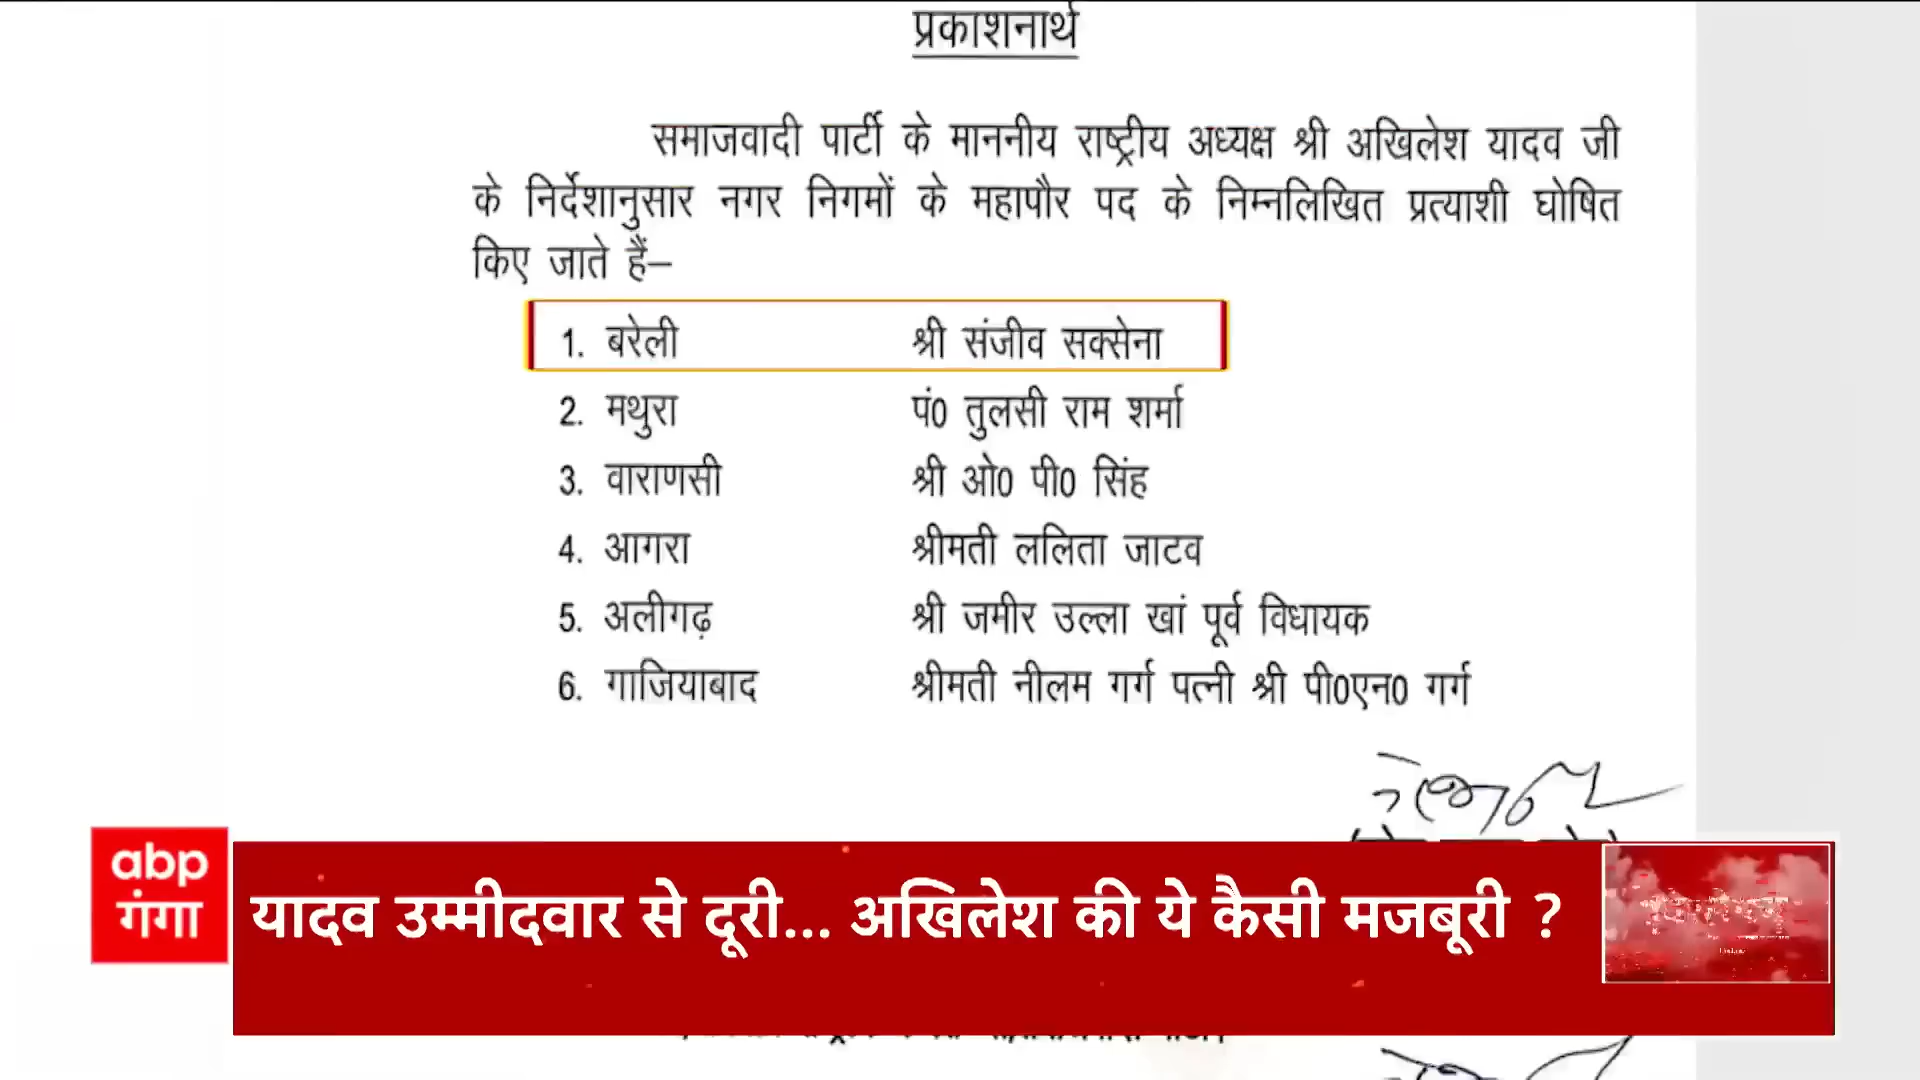 प्रकाशनार्थ
समाजवादी पार्टी के माननीय राष्ट्रीय अध्यक्ष श्री अखिलेश यादव जी
के निर्देशानुसार नगर निगमों के महापौर पद के निम्नलिखित प्रत्याशी घोषित
किए जाते हैं–
1. बरेली श्री संजीव सक्सेना
2. मथुरा पं0 तुलसी राम शर्मा
3. वाराणसी श्री ओ0 पी0 सिंह
4. आगरा श्रीमती ललिता जाटव
5. अलीगढ़ श्री जमीर उल्ला खां पूर्व विधायक
6. गाजियाबाद श्रीमती नीलम गर्ग पत्नी श्री पी0एन0 गर्ग
abp
गंगा
यादव उम्मीदवार से दूरी... अखिलेश की ये कैसी मजबूरी ?